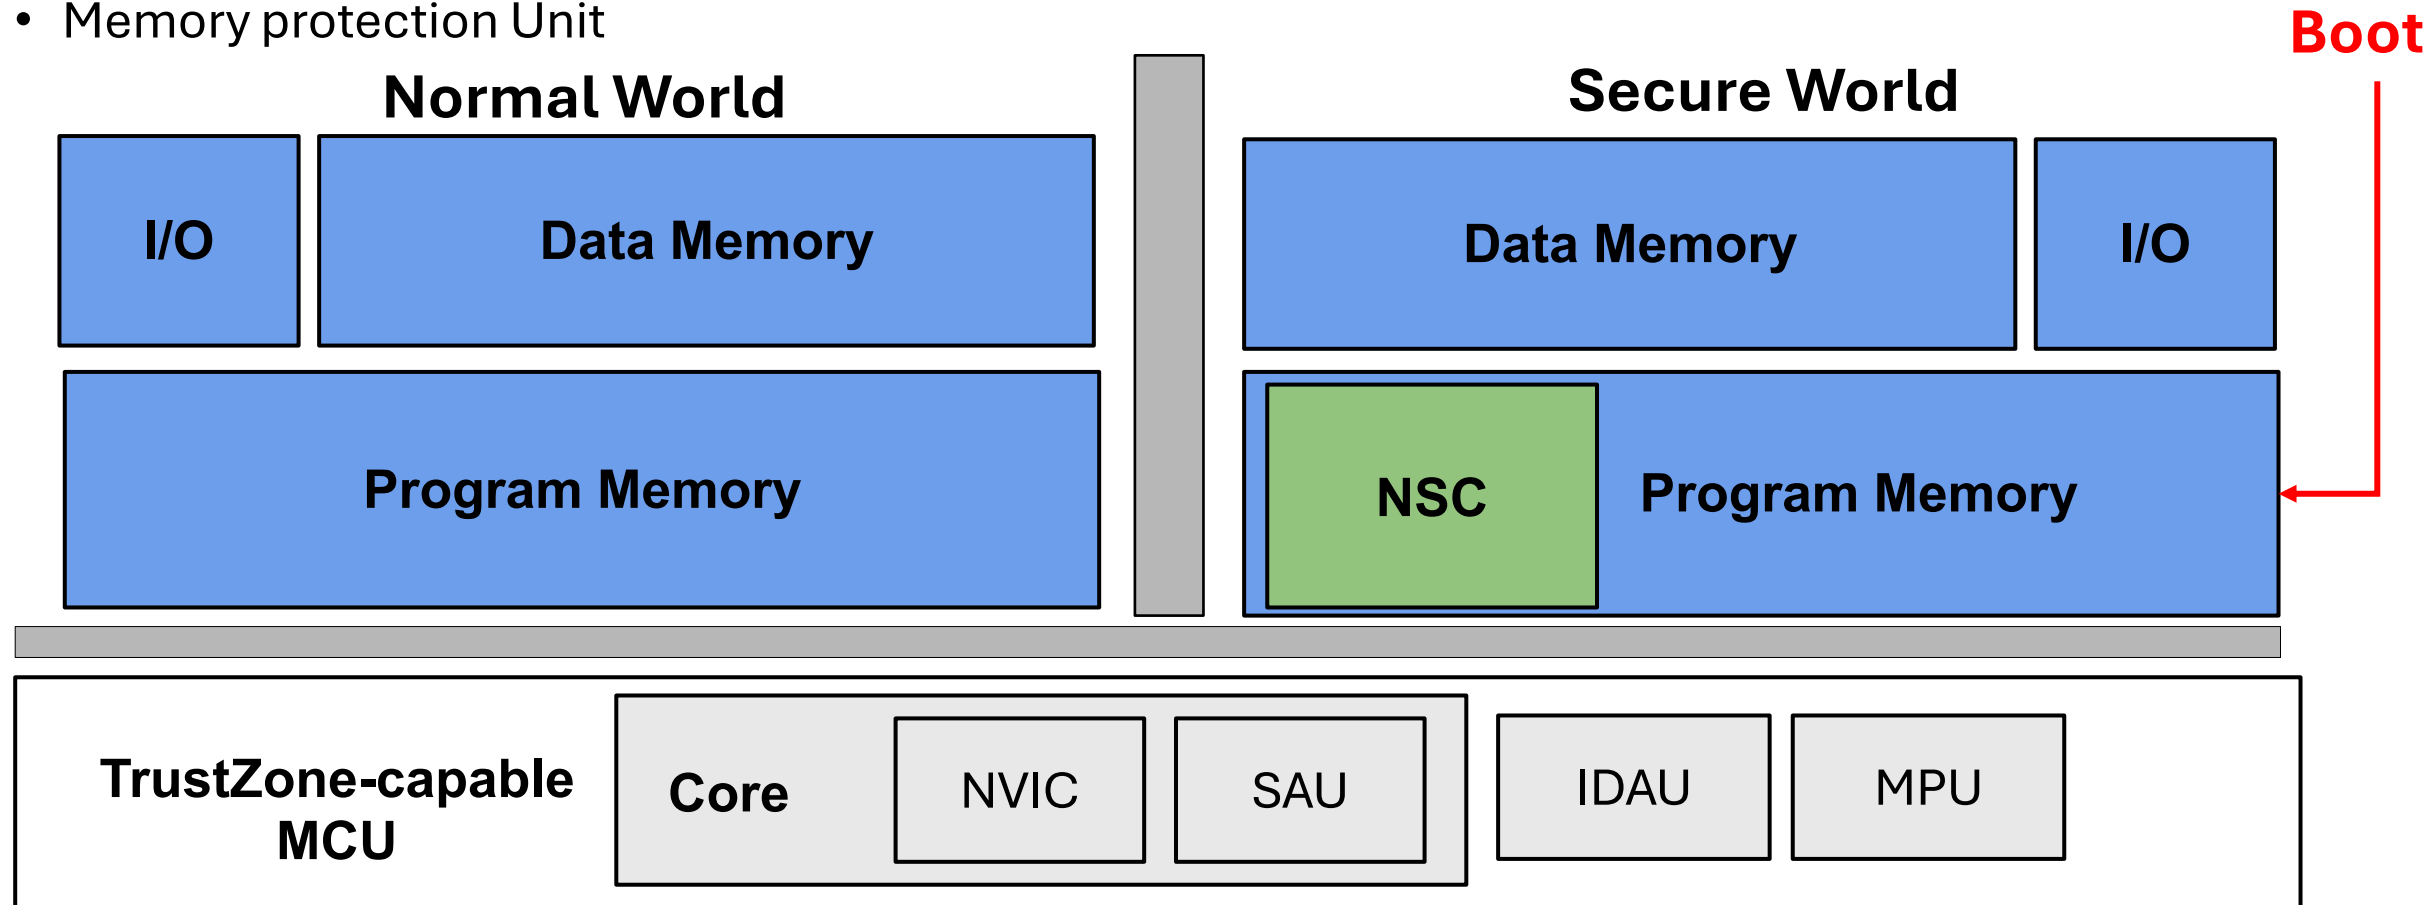 • Memory protection Unit
Boot
Normal World
Secure World
I/O
Data Memory
Data Memory
I/O
Program Memory
NSC
Program Memory
TrustZone-capable
MCU
Core
NVIC
SAU
IDAU
MPU